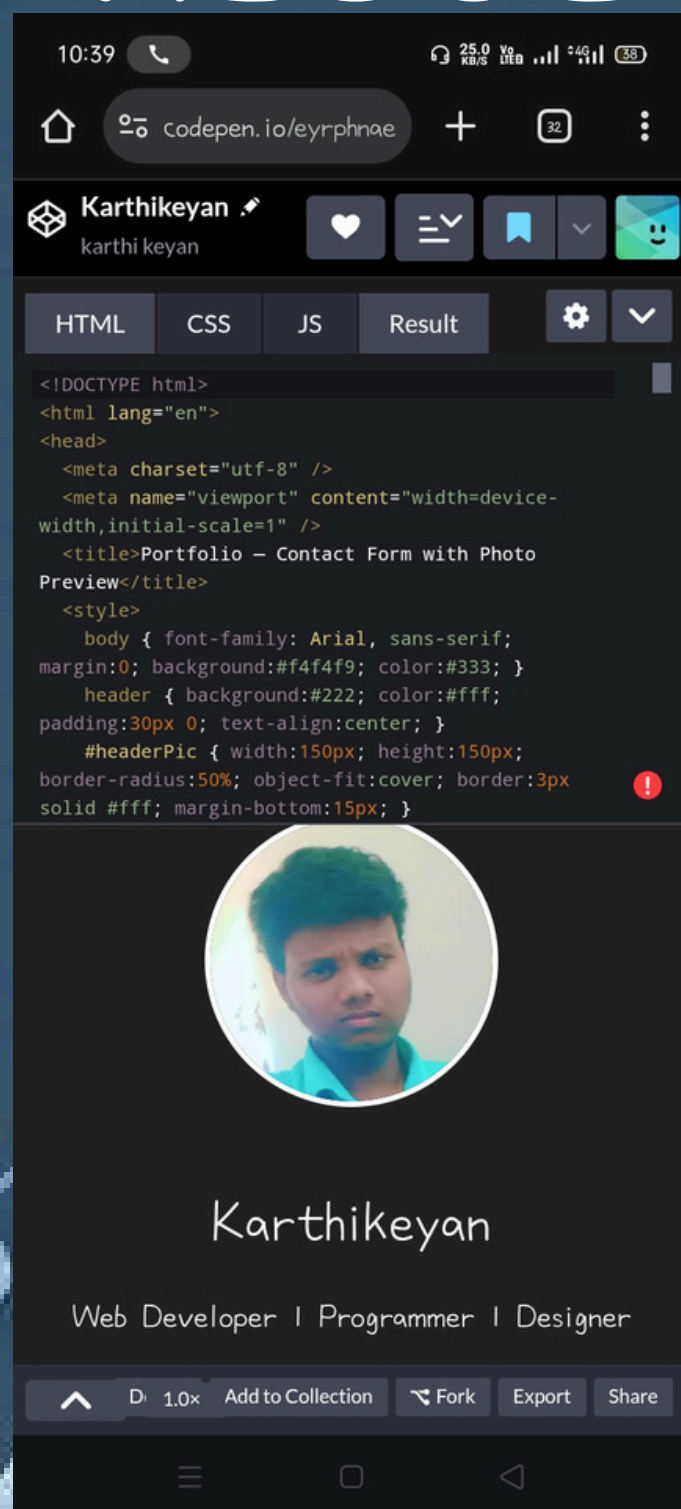 10:39 25.0 KB/S Vo LTE 4G 38
codepen.io/eyrphnae 32
Karthikeyan
karthi keyan
HTML CSS JS Result
<!DOCTYPE html>
<html lang="en">
<head>
<meta charset="utf-8" />
<meta name="viewport" content="width=device-
width,initial-scale=1" />
<title>Portfolio – Contact Form with Photo
Preview</title>
<style>
body { font-family: Arial, sans-serif;
margin:0; background:#f4f4f9; color:#333; }
header { background:#222; color:#fff;
padding:30px 0; text-align:center; }
#headerPic { width:150px; height:150px;
border-radius:50%; object-fit:cover; border:3px
solid #fff; margin-bottom:15px; }
Karthikeyan
Web Developer | Programmer | Designer
1.0× Add to Collection Fork Export Share